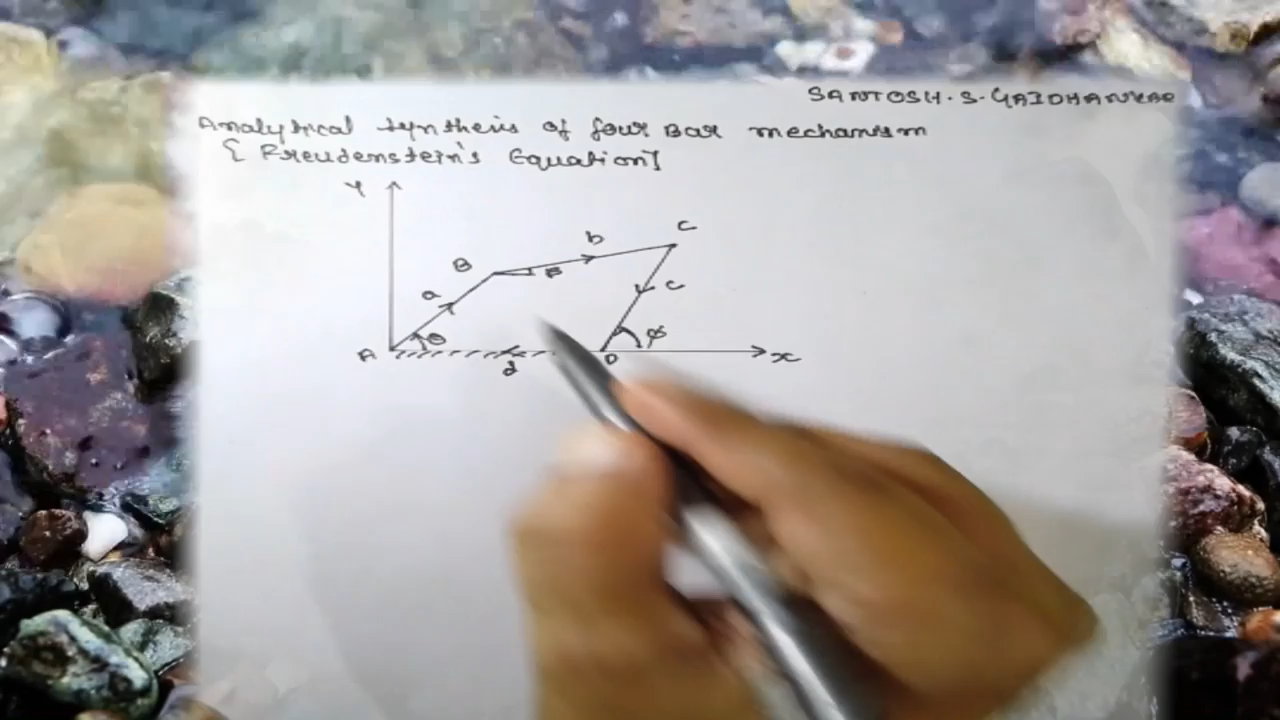 SANTOSH.S.GAIDHANKAR
Analytical synthesis of four Bar mechanism
{ Freudenstein's Equation}
Y
C
b
B
β
a
c
θ
φ
A
D
x
d